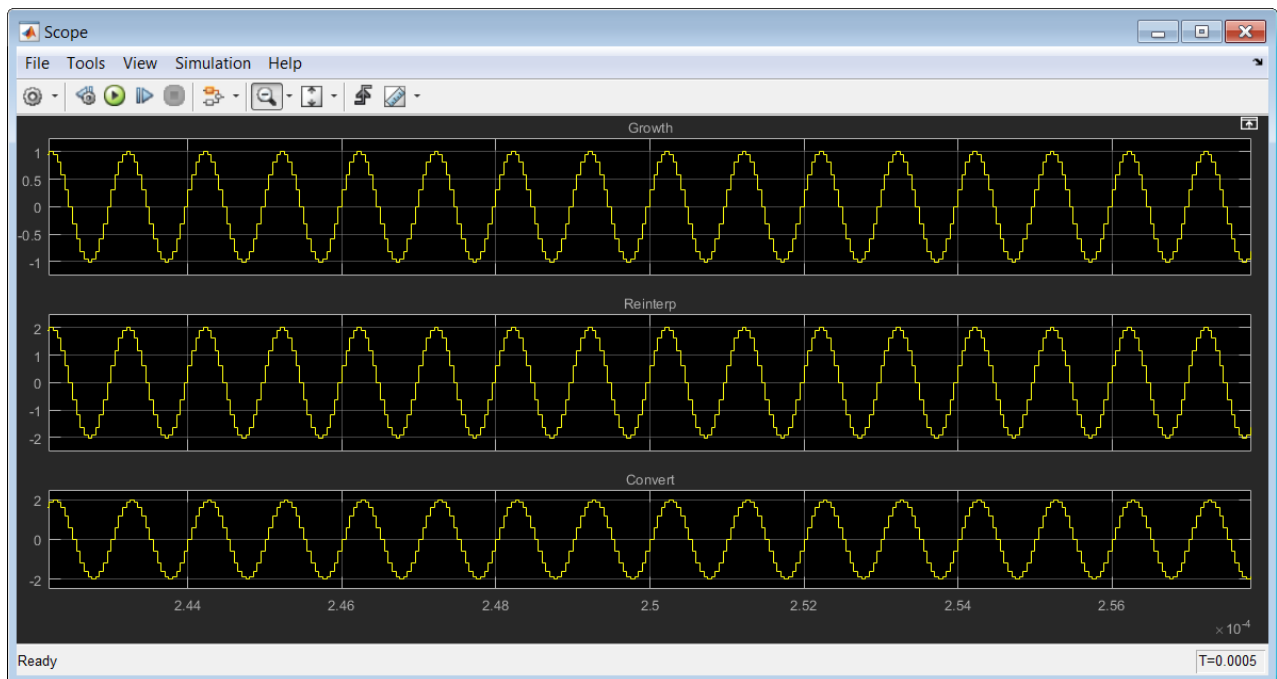 Scope
File Tools View Simulation Help
Growth
1
0.5
0
-0.5
-1
Reinterp
2
1
0
-1
-2
Convert
2
0
-2
2.44 2.46 2.48 2.5 2.52 2.54 2.56
×10⁻⁴
Ready T=0.0005